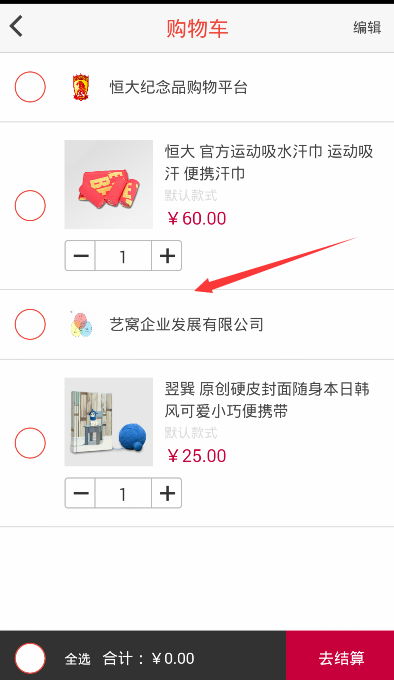 购物车
编辑
恒大纪念品购物平台
恒大 官方运动吸水汗巾 运动吸
汗 便携汗巾
默认款式
￥60.00
1
艺窝企业发展有限公司
翌巽 原创硬皮封面随身本日韩
风可爱小巧便携带
默认款式
￥25.00
1
全选 合计：￥0.00
去结算